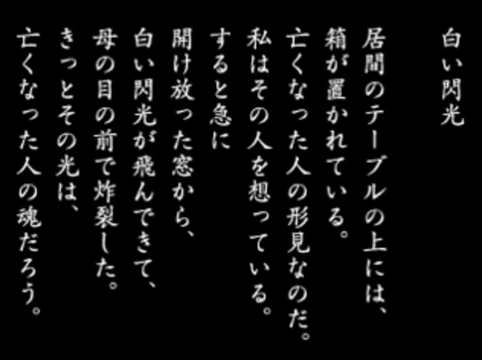 白い閃光
居間のテーブルの上には、
箱が置かれている。
亡くなった人の形見なのだ。
私はその人を想っている。
すると急に
開け放った窓から、
白い閃光が飛んできて、
母の目の前で炸裂した。
きっとその光は、
亡くなった人の魂だろう。